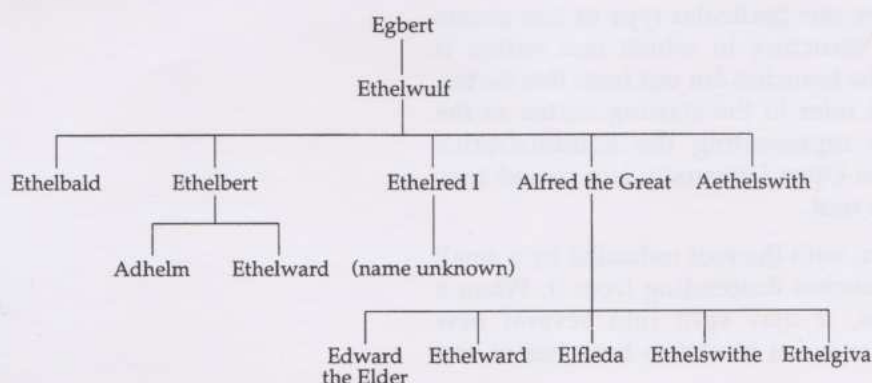 Egbert
Ethelwulf
Ethelbald Ethelbert Ethelred I Alfred the Great Aethelswith
Adhelm Ethelward (name unknown)
Edward Ethelward Elfleda Ethelswithe Ethelgiva
the Elder